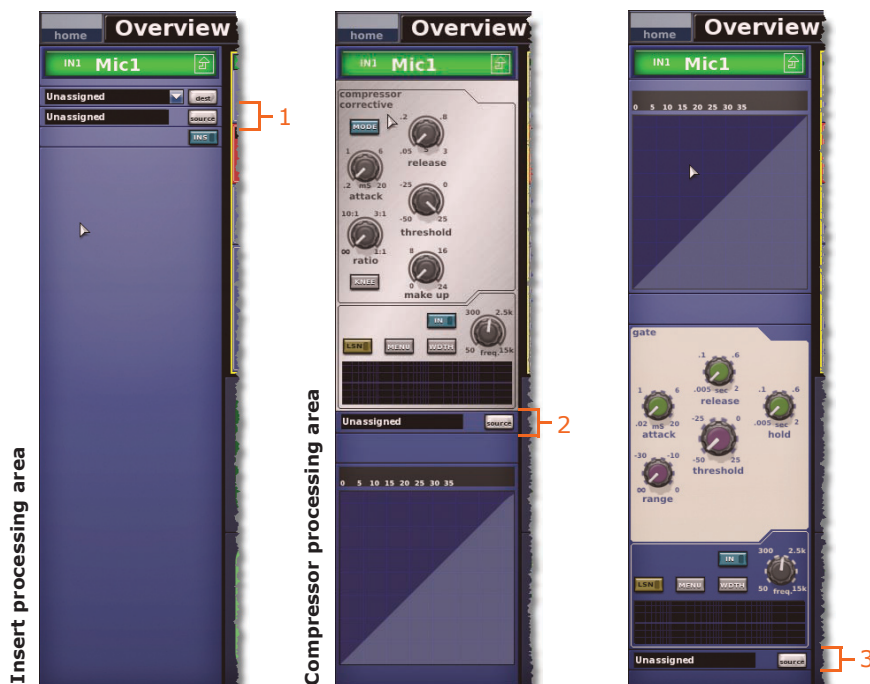 Insert processing area
home
Overview
IN1 Mic1
Unassigned
dest
Unassigned
source
INS
1
Compressor processing area
home
Overview
IN1 Mic1
compressor
corrective
MODE
.2 .8
.05 S 3
release
1 6
.2 mS 20
attack
-25 0
-50 25
threshold
10:1 3:1
∞ 1:1
ratio
KNEE
8 16
0 24
make up
IN
300 2.5k
50 freq. 15k
LSN
MENU
WDTH
Unassigned
source
2
0 5 10 15 20 25 30 35
home
Overview
IN1 Mic1
0 5 10 15 20 25 30 35
gate
.1 .6
.005 sec 2
release
1 6
.02 mS 20
attack
.1 .6
.005 sec 2
hold
-25 0
-50 25
threshold
-30 -10
∞ 0
range
IN
300 2.5k
50 freq. 15k
LSN
MENU
WDTH
Unassigned
source
3